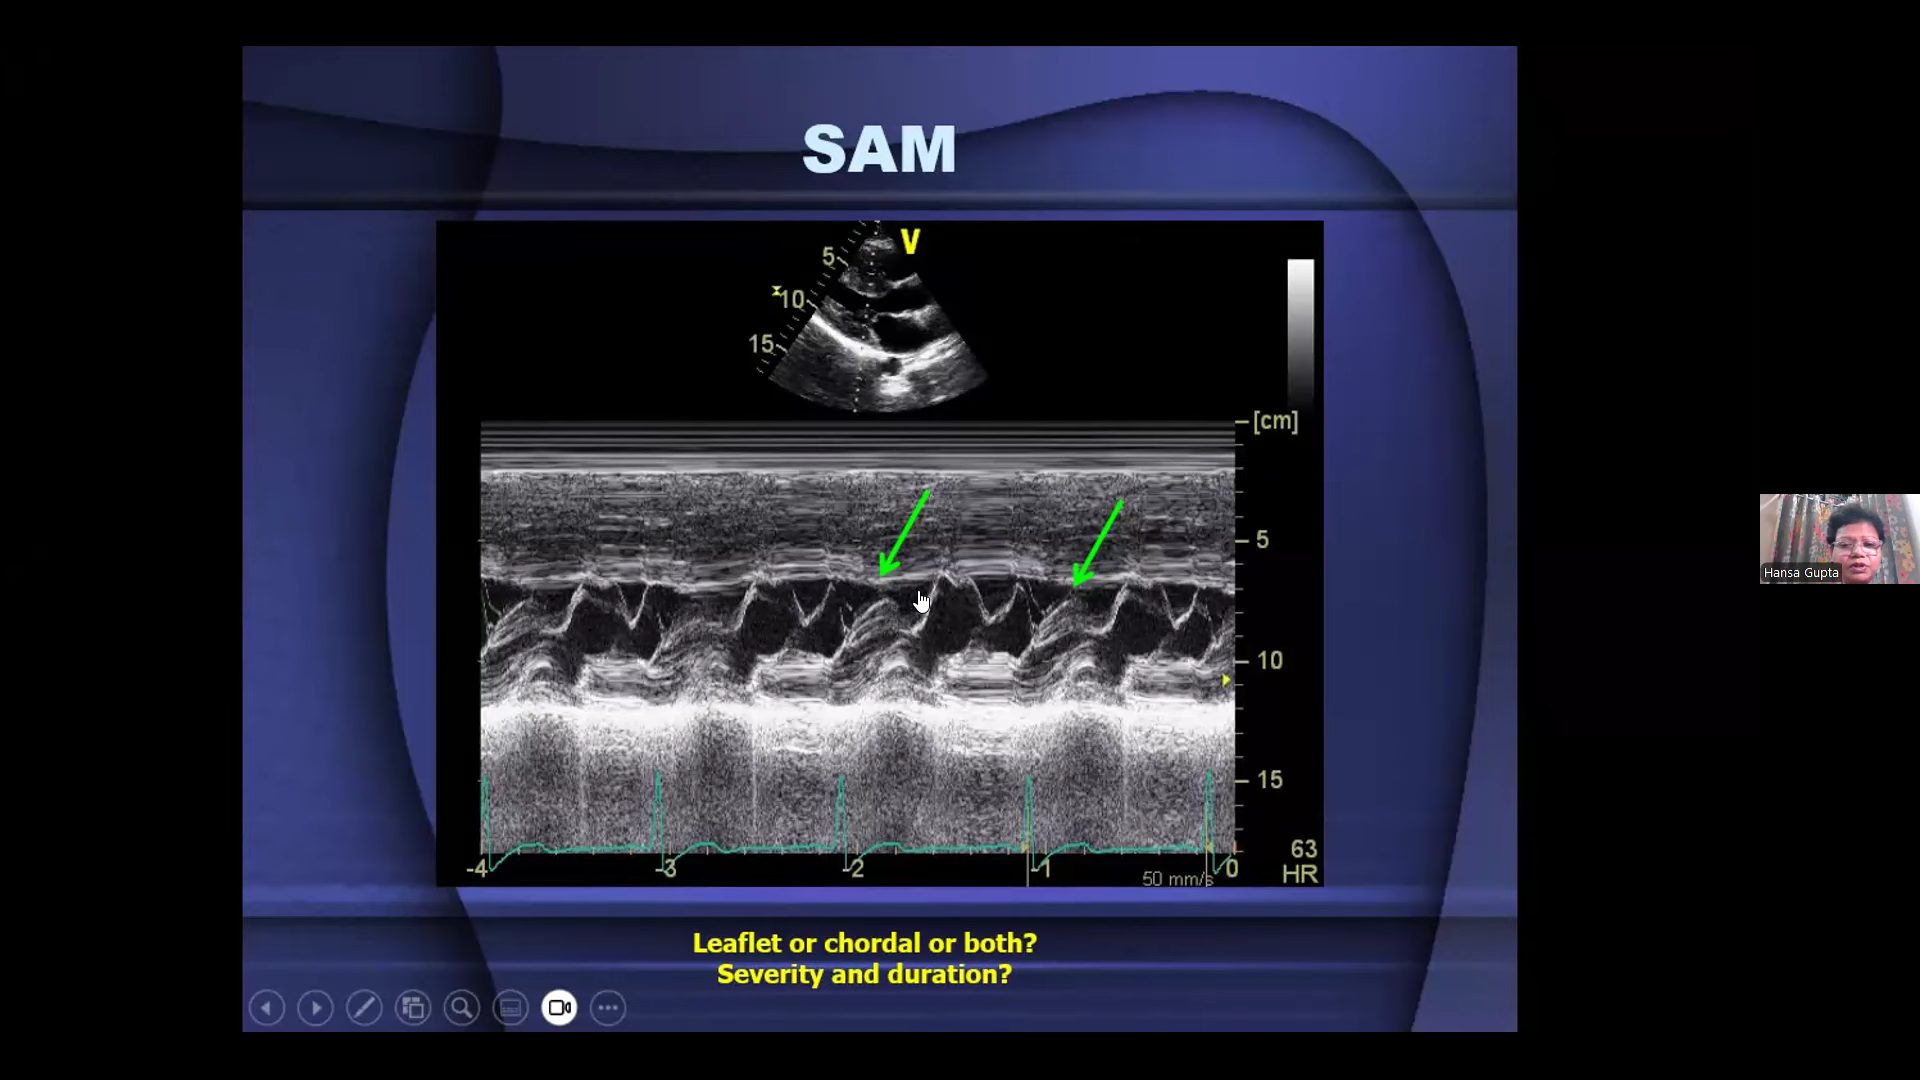 SAM
V
5
10
15
[cm]
5
10
15
-4
-3
-2
-1
0
50 mm/s
63
HR
Leaflet or chordal or both?
Severity and duration?
Hansa Gupta